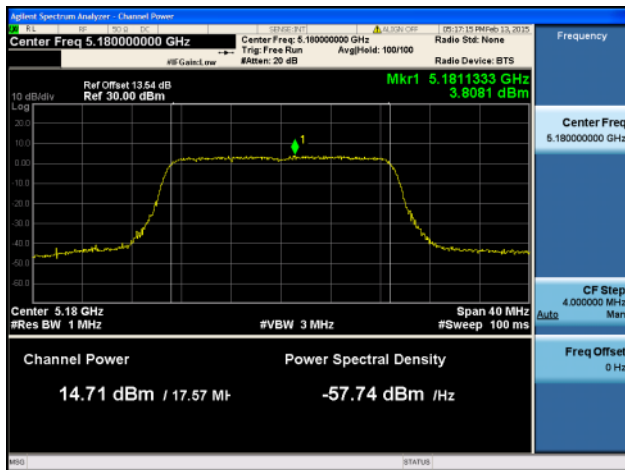 Agilent Spectrum Analyzer - Channel Power
RL RF 50 Ω DC SENSE:INT ALIGN OFF 05:17:15 PM Feb 13, 2015
Center Freq 5.180000000 GHz
Center Freq: 5.180000000 GHz
Radio Std: None
Trig: Free Run Avg|Hold: 100/100
#IFGain:Low #Atten: 20 dB Radio Device: BTS
Frequency
Mkr1 5.1811333 GHz
3.8081 dBm
Ref Offset 13.54 dB
10 dB/div Ref 30.00 dBm
Log
20.0
10.0
0.00
-10.0
-20.0
-30.0
-40.0
-50.0
-60.0
1
Center 5.18 GHz Span 40 MHz
#Res BW 1 MHz #VBW 3 MHz #Sweep 100 ms
Channel Power Power Spectral Density
14.71 dBm / 17.57 MH -57.74 dBm /Hz
Center Freq
5.180000000 GHz
CF Step
4.000000 MHz
Auto Man
Freq Offset
0 Hz
MSG STATUS